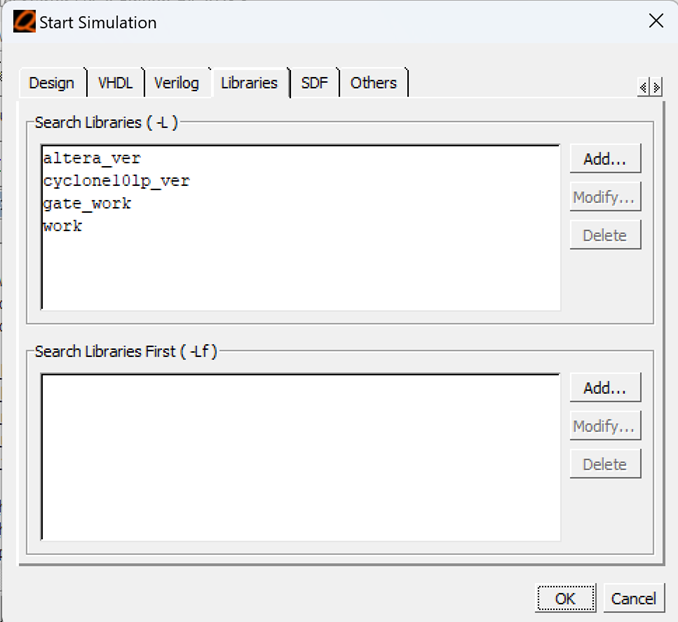 Start Simulation
Design VHDL Verilog Libraries SDF Others
Search Libraries ( -L )
altera_ver
cyclone10lp_ver
gate_work
work
Add...
Modify...
Delete
Search Libraries First ( -Lf )
Add...
Modify...
Delete
OK Cancel